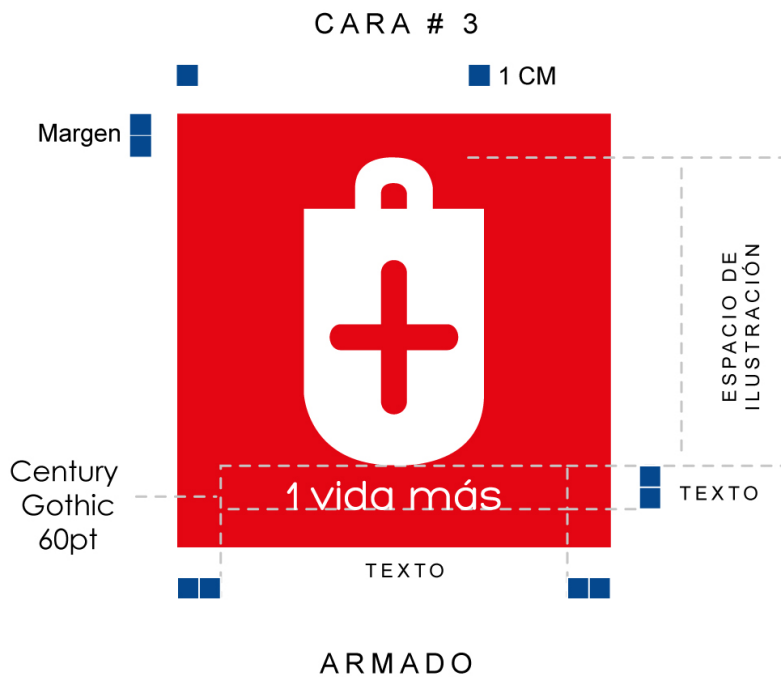 CARA # 3
1 CM
Margen
ESPACIO DE
ILUSTRACIÓN
Century
Gothic
60pt
1 vida más
TEXTO
TEXTO
ARMADO